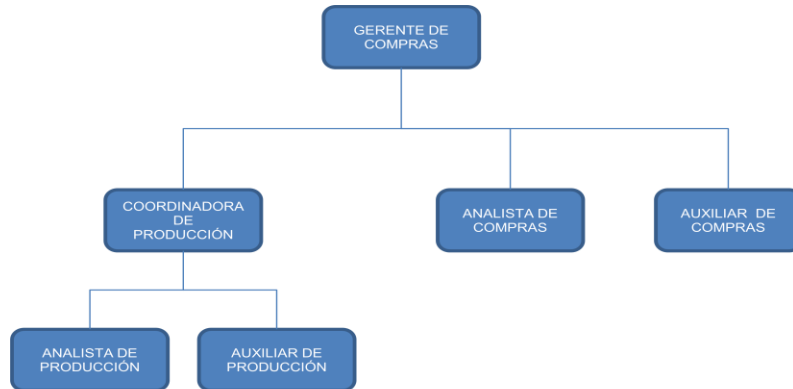 GERENTE DE
COMPRAS
COORDINADORA
DE
PRODUCCIÓN
ANALISTA DE
COMPRAS
AUXILIAR DE
COMPRAS
ANALISTA DE
PRODUCCIÓN
AUXILIAR DE
PRODUCCIÓN